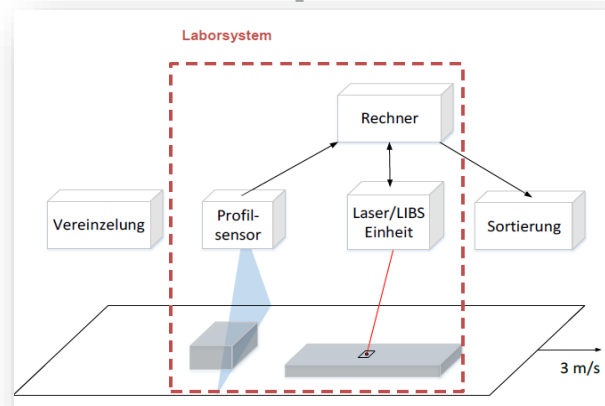 Laborsystem
Rechner
Vereinzelung
Profil-
sensor
Laser/LIBS
Einheit
Sortierung
3 m/s